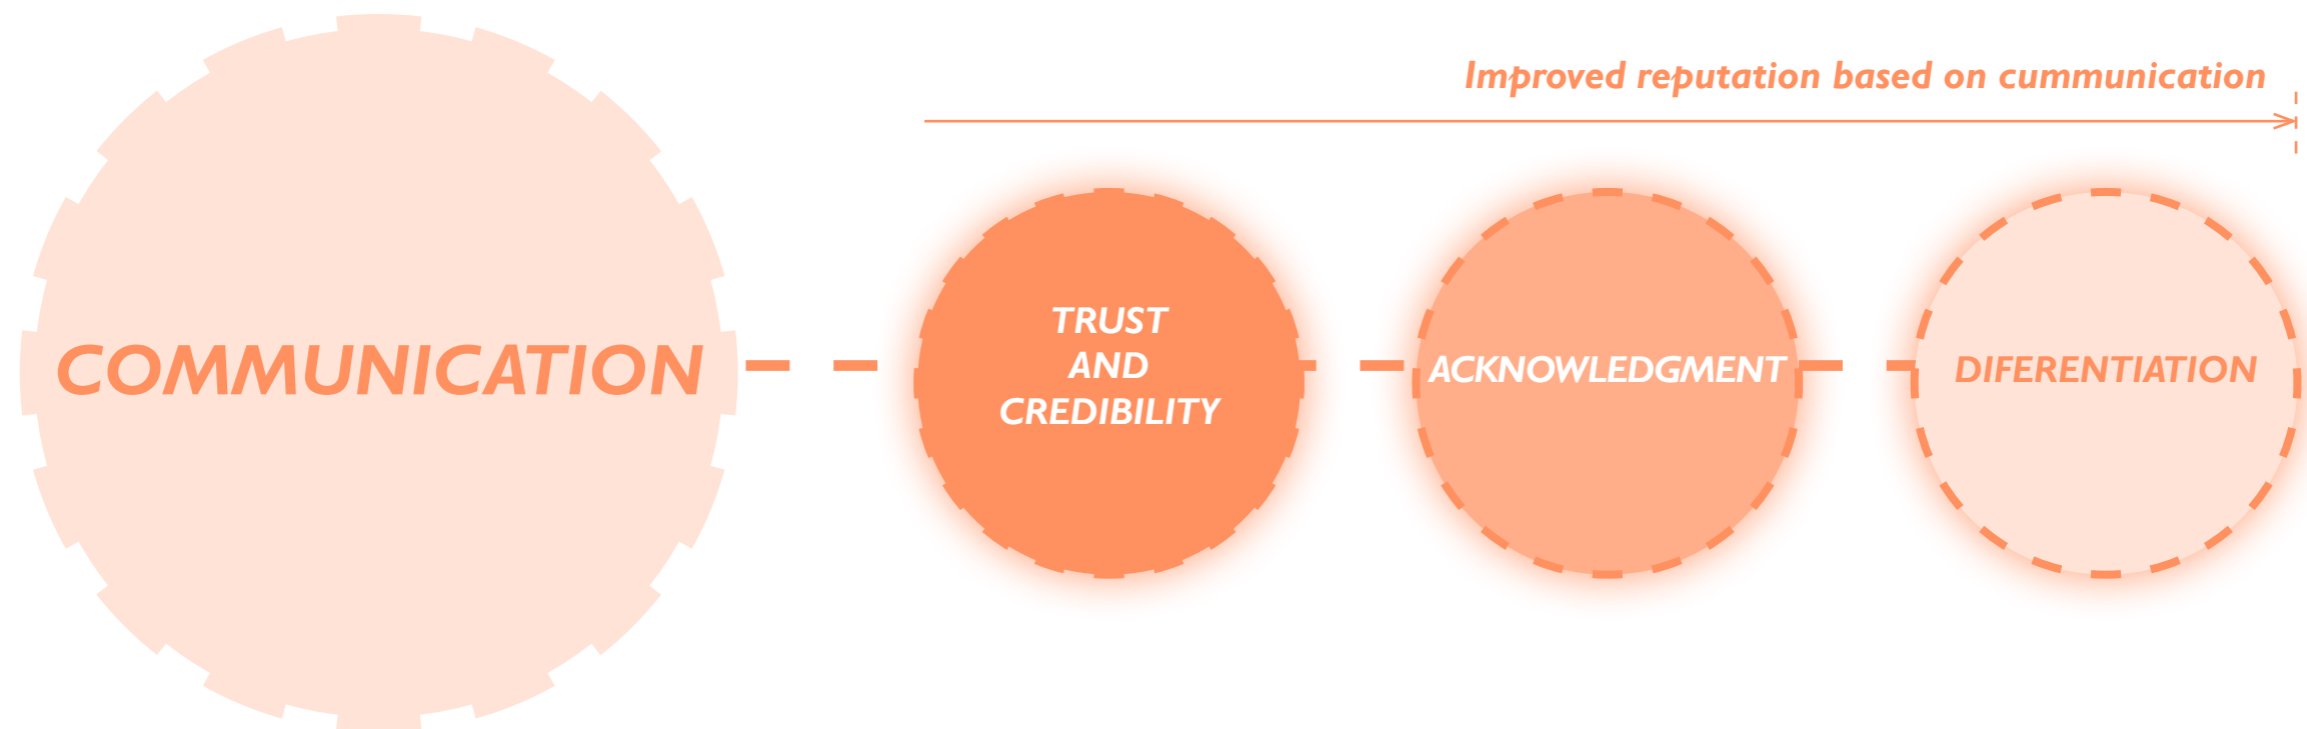 Improved reputation based on cummunication
COMMUNICATION
TRUST
AND
CREDIBILITY
ACKNOWLEDGMENT
DIFERENTIATION